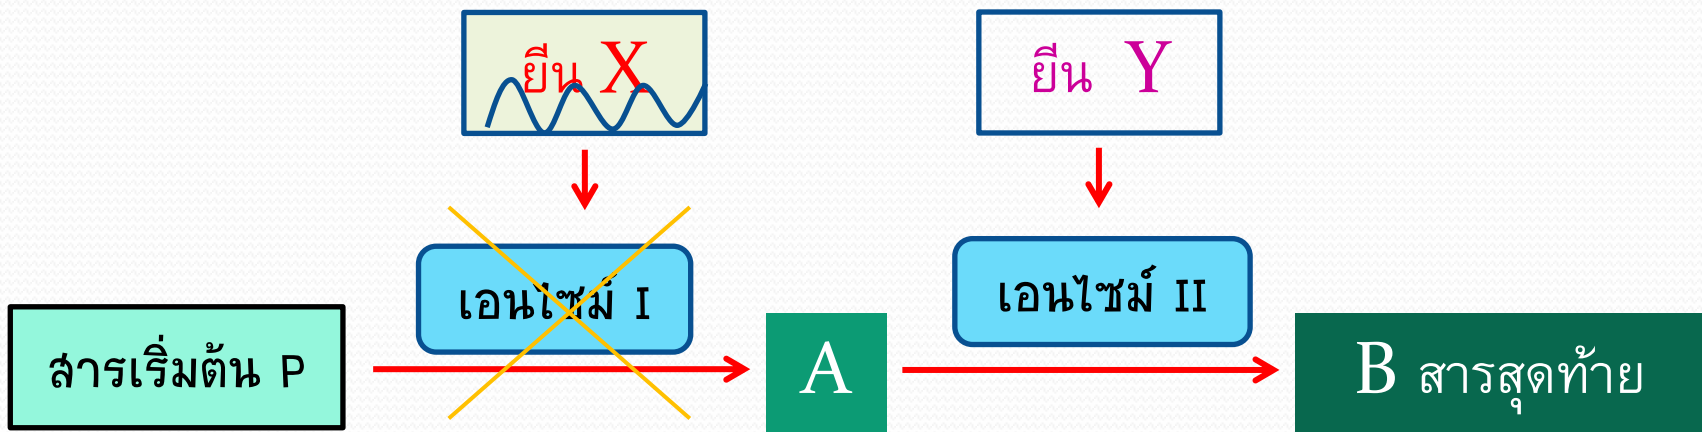 ยีน X
ยีน Y
เอนไซม์ I
เอนไซม์ II
สารเริ่มต้น P
A
B สารสุดท้าย